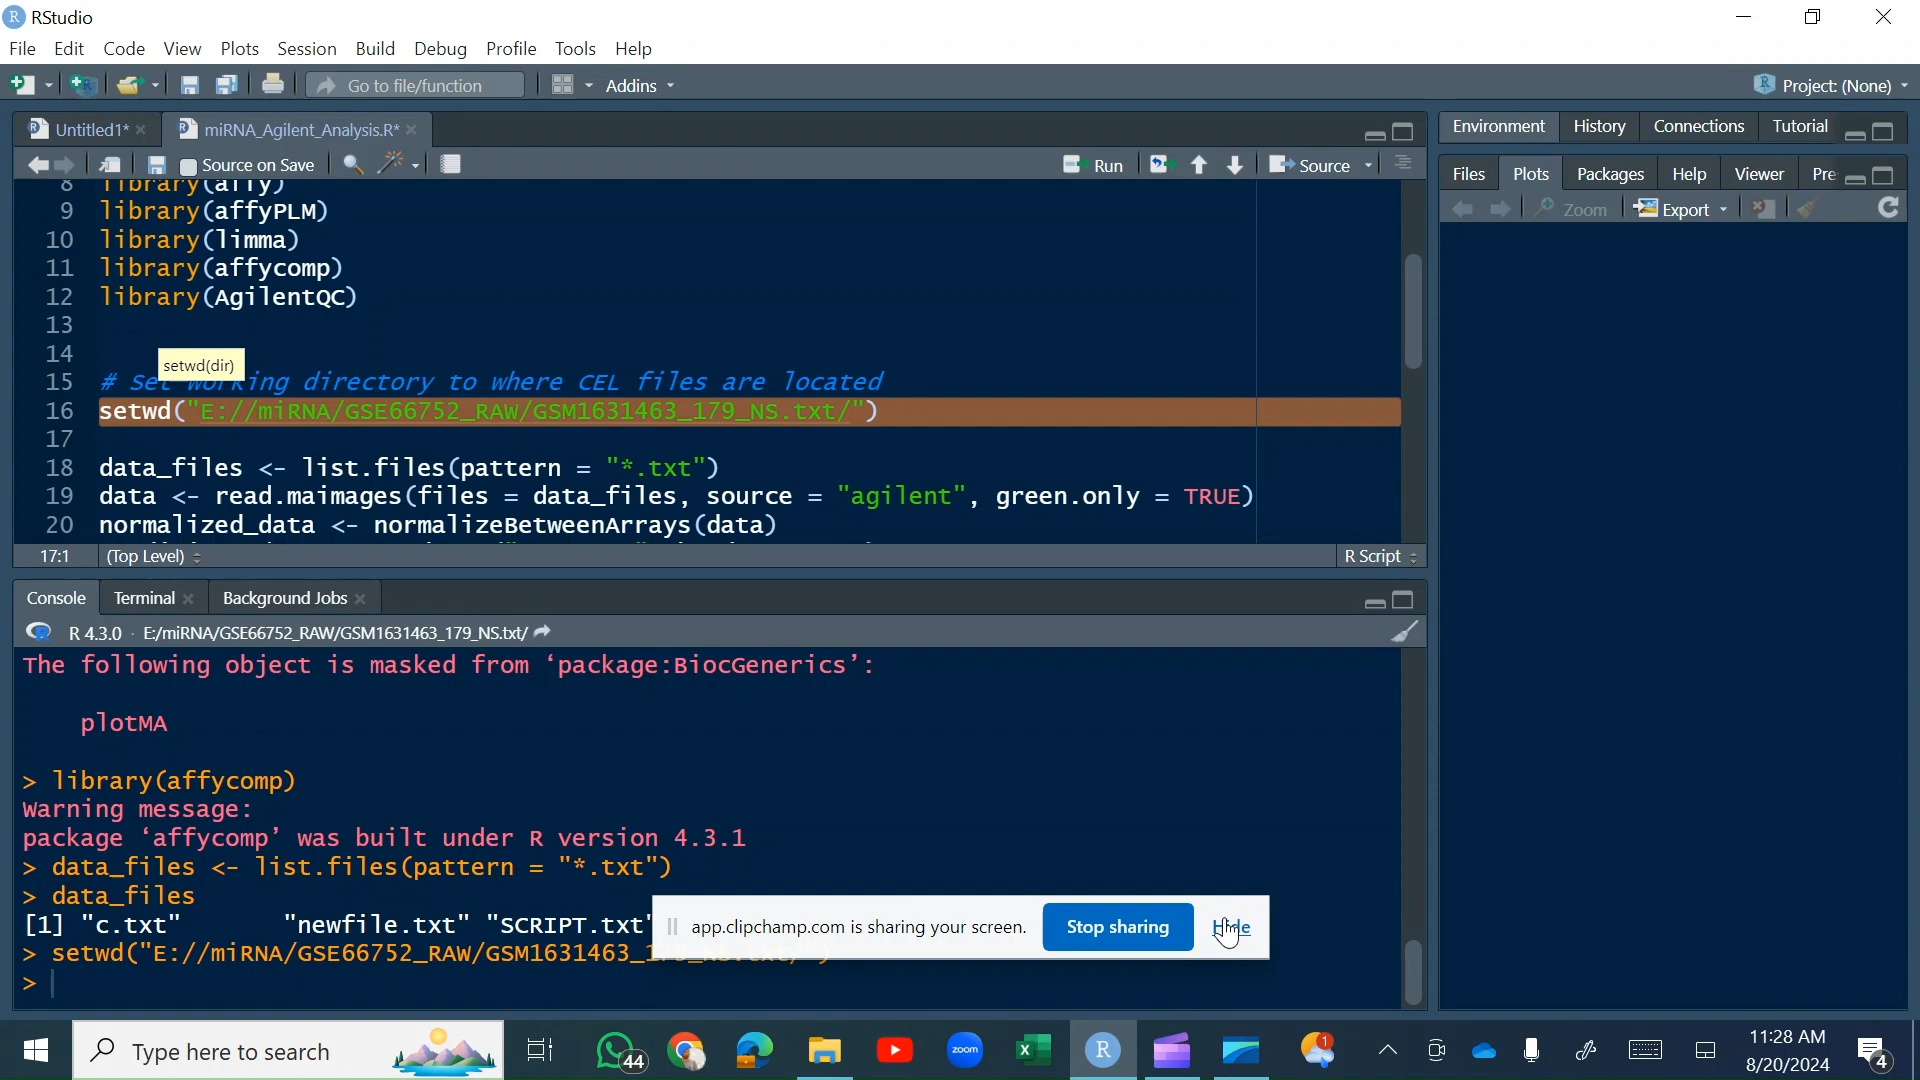 RStudio
File Edit Code View Plots Session Build Debug Profile Tools Help
Go to file/function Addins Project: (None)
Untitled1* miRNA_Agilent_Analysis.R*
Source on Save Run Source
8 library(affy)
9 library(affyPLM)
10 library(limma)
11 library(affycomp)
12 library(AgilentQC)
13
14
setwd(dir)
15 # Set working directory to where CEL files are located
16 setwd("E://miRNA/GSE66752_RAW/GSM1631463_179_NS.txt/")
17
18 data_files <- list.files(pattern = "*.txt")
19 data <- read.maimages(files = data_files, source = "agilent", green.only = TRUE)
20 normalized_data <- normalizeBetweenArrays(data)
17:1 (Top Level) R Script
Console Terminal Background Jobs
R 4.3.0 · E:/miRNA/GSE66752_RAW/GSM1631463_179_NS.txt/
The following object is masked from ‘package:BiocGenerics’:
plotMA
> library(affycomp)
Warning message:
package ‘affycomp’ was built under R version 4.3.1
> data_files <- list.files(pattern = "*.txt")
> data_files
[1] "c.txt" "newfile.txt" "SCRIPT.txt"
> setwd("E://miRNA/GSE66752_RAW/GSM1631463_179_NS.txt/")
>
app.clipchamp.com is sharing your screen. Stop sharing Hide
Environment History Connections Tutorial
Files Plots Packages Help Viewer Pre
Zoom Export
Type here to search
44
zoom
1
11:28 AM
8/20/2024
4